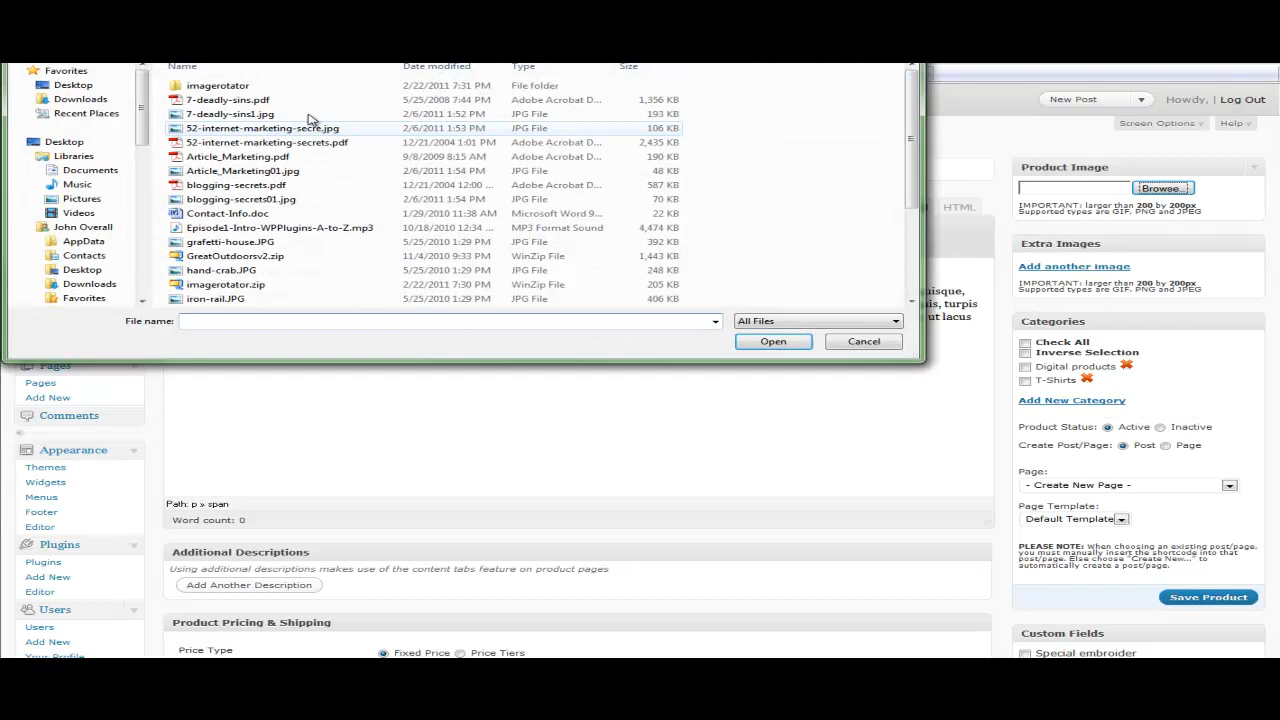 Name Date modified Type Size
Favorites
Desktop
Downloads
Recent Places
Desktop
Libraries
Documents
Music
Pictures
Videos
John Overall
AppData
Contacts
Desktop
Downloads
Favorites
imagerotator 2/22/2011 7:31 PM File folder
7-deadly-sins.pdf 5/25/2008 7:44 PM Adobe Acrobat D... 1,356 KB
7-deadly-sins1.jpg 2/6/2011 1:52 PM JPG File 193 KB
52-internet-marketing-secre.jpg 2/6/2011 1:53 PM JPG File 106 KB
52-internet-marketing-secrets.pdf 12/21/2004 1:01 PM Adobe Acrobat D... 2,435 KB
Article_Marketing.pdf 9/8/2009 8:15 AM Adobe Acrobat D... 190 KB
Article_Marketing01.jpg 2/6/2011 1:54 PM JPG File 48 KB
blogging-secrets.pdf 12/21/2004 12:00 ... Adobe Acrobat D... 587 KB
blogging-secrets01.jpg 2/6/2011 1:54 PM JPG File 70 KB
Contact-Info.doc 1/29/2010 11:38 AM Microsoft Word 9... 22 KB
Episode1-Intro-WPPlugins-A-to-Z.mp3 10/18/2010 12:34 ... MP3 Format Sound 4,474 KB
grafetti-house.JPG 5/25/2010 1:29 PM JPG File 392 KB
GreatOutdoorsv2.zip 11/4/2010 9:33 PM WinZip File 1,443 KB
hand-crab.JPG 5/25/2010 1:29 PM JPG File 248 KB
imagerotator.zip 2/22/2011 7:30 PM WinZip File 205 KB
iron-rail.JPG 5/25/2010 1:29 PM JPG File 406 KB
File name: All Files
Open Cancel
New Post Howdy, | Log Out
Screen Options Help
HTML
uisque,
is, turpis
ut lacus
Pages
Pages
Add New
Comments
Appearance
Themes
Widgets
Menus
Footer
Editor
Plugins
Plugins
Add New
Editor
Users
Users
Add New
Your Profile
Path: p » span
Word count: 0
Additional Descriptions
Using additional descriptions makes use of the content tabs feature on product pages
Add Another Description
Product Pricing & Shipping
Price Type Fixed Price Price Tiers
Product Image
Browse...
IMPORTANT: larger than 200 by 200px
Supported types are GIF, PNG and JPEG
Extra Images
Add another image
IMPORTANT: larger than 200 by 200px
Supported types are GIF, PNG and JPEG
Categories
Check All
Inverse Selection
Digital products
T-Shirts
Add New Category
Product Status: Active Inactive
Create Post/Page: Post Page
Page:
- Create New Page -
Page Template:
Default Template
PLEASE NOTE: When choosing an existing post/page,
you must manually insert the shortcode into that
post/page. Else choose "Create New..." to
automatically create a post/page.
Save Product
Custom Fields
Special embroider